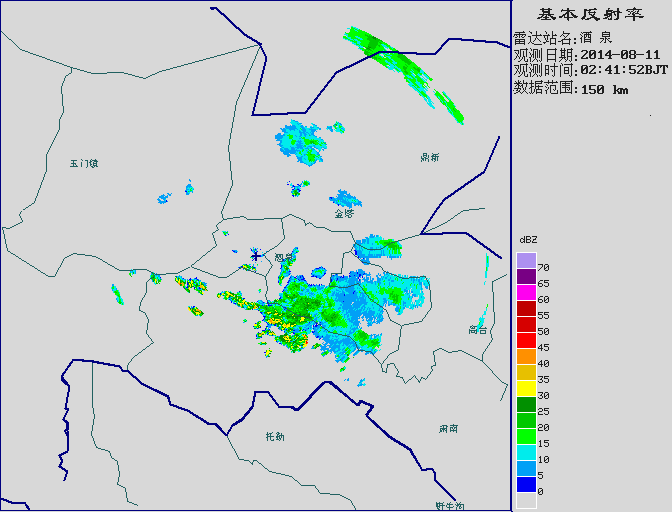 基本反射率
雷达站名:酒 泉
观测日期:2014-08-11
观测时间:02:41:52BJT
数据范围:150 km
玉门镇
鼎新
金塔
酒泉
高台
托勒
肃南
野牛沟
dBZ
70
65
60
55
50
45
40
35
30
25
20
15
10
5
0